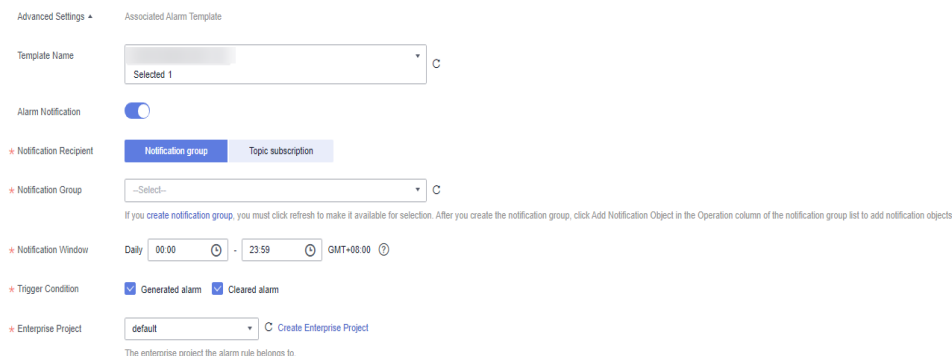 Advanced Settings Associated Alarm Template
Template Name
Selected 1
Alarm Notification
* Notification Recipient Notification group Topic subscription
* Notification Group --Select--
If you create notification group, you must click refresh to make it available for selection. After you create the notification group, click Add Notification Object in the Operation column of the notification group list to add notification objects
* Notification Window Daily 00:00 - 23:59 GMT+08:00 ?
* Trigger Condition Generated alarm Cleared alarm
* Enterprise Project default Create Enterprise Project
The enterprise project the alarm rule belongs to.